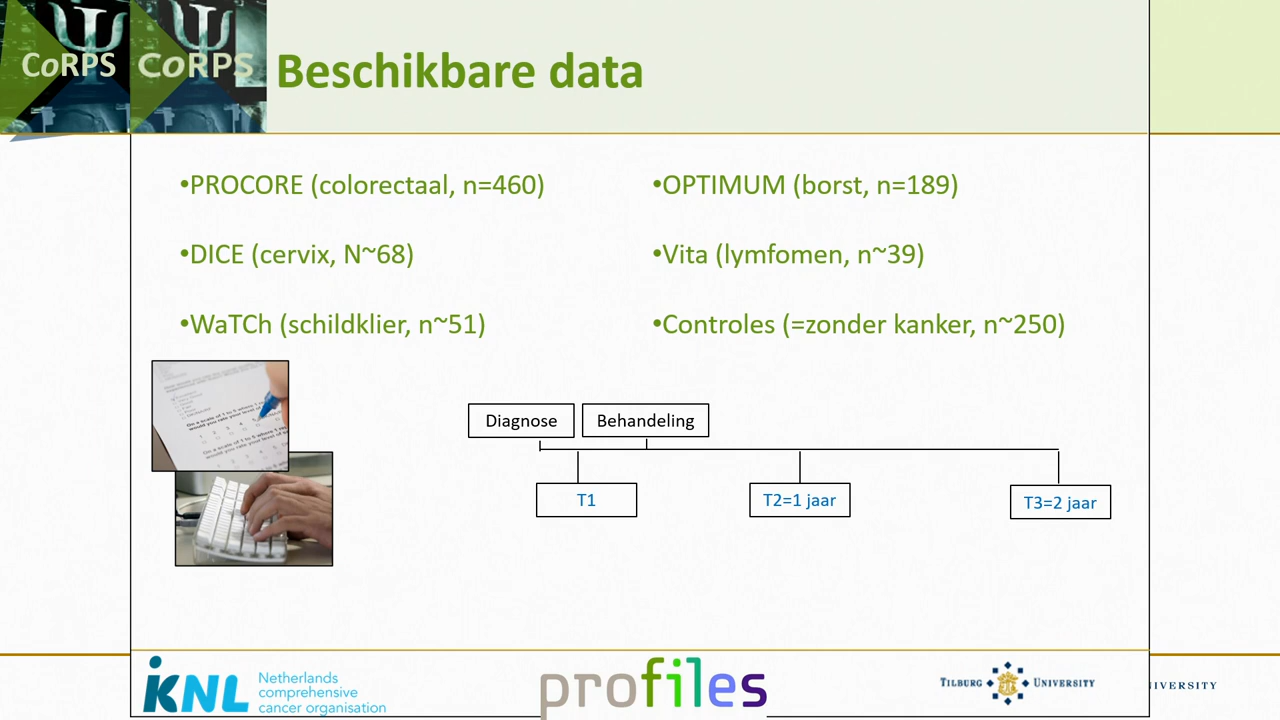 CoRPS
CoRPS
Beschikbare data
•PROCORE (colorectaal, n=460)
•DICE (cervix, N~68)
•WaTCh (schildklier, n~51)
•OPTIMUM (borst, n=189)
•Vita (lymfomen, n~39)
•Controles (=zonder kanker, n~250)
Diagnose
Behandeling
T1
T2=1 jaar
T3=2 jaar
iKNL
Netherlands
comprehensive
cancer organisation
profiles
TILBURG UNIVERSITY
IVERSITY